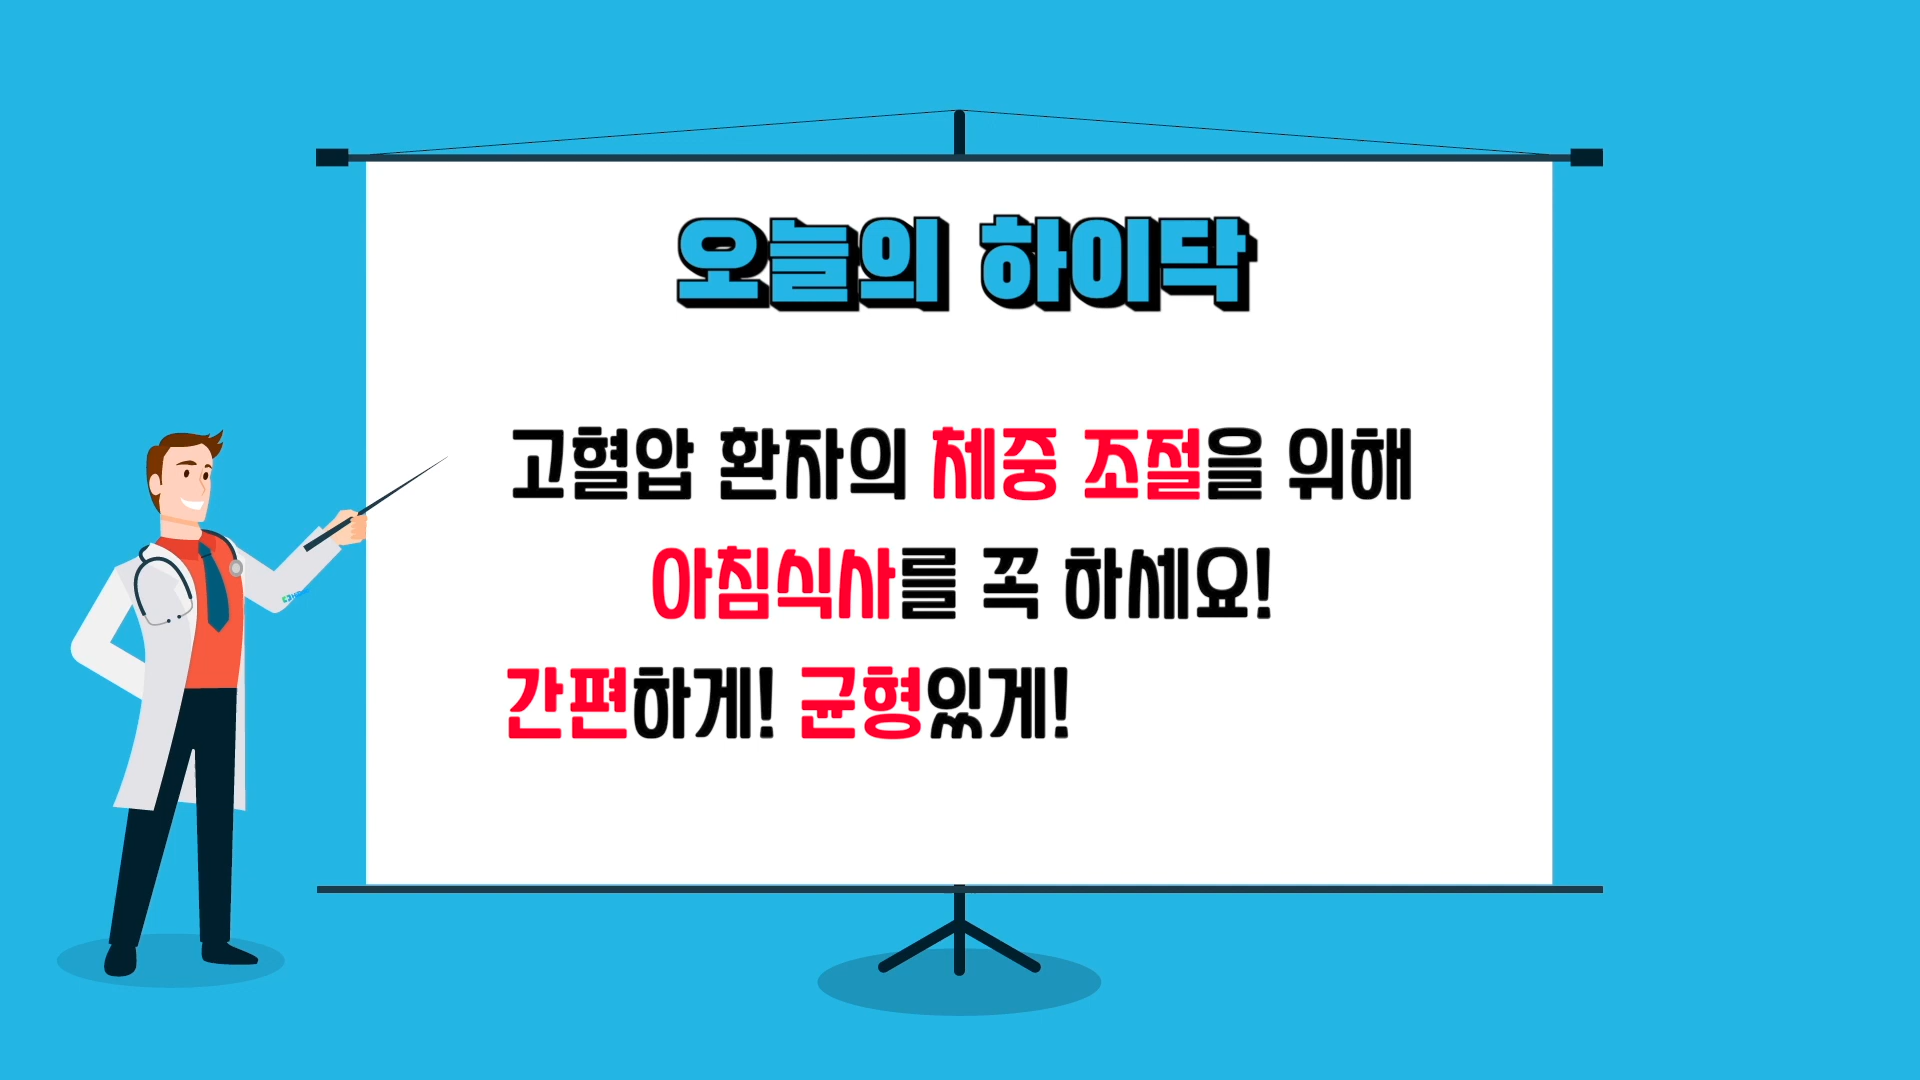 오늘의 하이닥
고혈압 환자의 체중 조절을 위해
아침식사를 꼭 하세요!
간편하게! 균형있게!